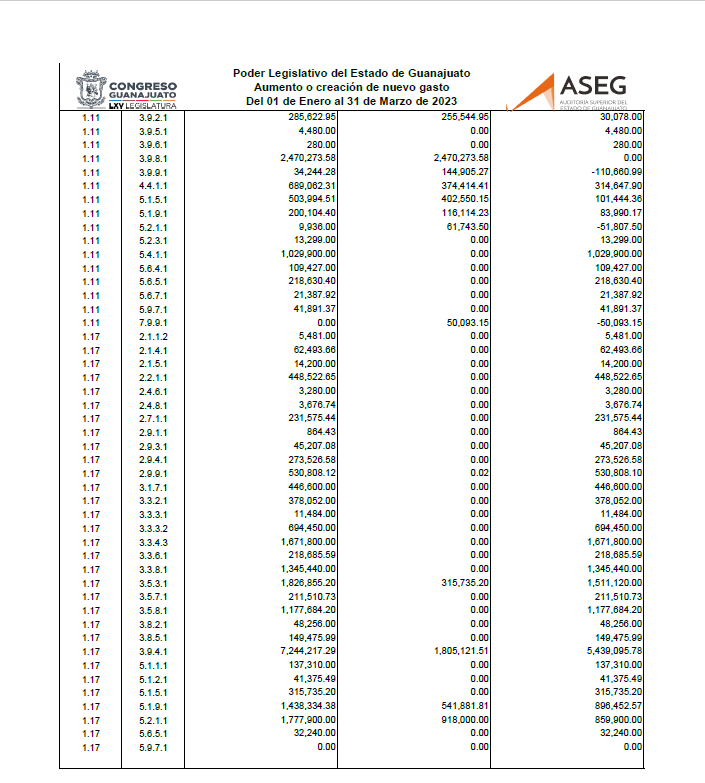 CONGRESO
GUANAJUATO
LXV LEGISLATURA
Poder Legislativo del Estado de Guanajuato
Aumento o creación de nuevo gasto
Del 01 de Enero al 31 de Marzo de 2023
ASEG
AUDITORÍA SUPERIOR DEL
ESTADO DE GUANAJUATO
1.11 3.9.2.1 285,622.95 255,544.95 30,078.00
1.11 3.9.5.1 4,480.00 0.00 4,480.00
1.11 3.9.6.1 280.00 0.00 280.00
1.11 3.9.8.1 2,470,273.58 2,470,273.58 0.00
1.11 3.9.9.1 34,244.28 144,905.27 -110,660.99
1.11 4.4.1.1 689,062.31 374,414.41 314,647.90
1.11 5.1.5.1 503,994.51 402,550.15 101,444.36
1.11 5.1.9.1 200,104.40 116,114.23 83,990.17
1.11 5.2.1.1 9,936.00 61,743.50 -51,807.50
1.11 5.2.3.1 13,299.00 0.00 13,299.00
1.11 5.4.1.1 1,029,900.00 0.00 1,029,900.00
1.11 5.6.4.1 109,427.00 0.00 109,427.00
1.11 5.6.5.1 218,630.40 0.00 218,630.40
1.11 5.6.7.1 21,387.92 0.00 21,387.92
1.11 5.9.7.1 41,891.37 0.00 41,891.37
1.11 7.9.9.1 0.00 50,093.15 -50,093.15
1.17 2.1.1.2 5,481.00 0.00 5,481.00
1.17 2.1.4.1 62,493.66 0.00 62,493.66
1.17 2.1.5.1 14,200.00 0.00 14,200.00
1.17 2.2.1.1 448,522.65 0.00 448,522.65
1.17 2.4.6.1 3,280.00 0.00 3,280.00
1.17 2.4.8.1 3,676.74 0.00 3,676.74
1.17 2.7.1.1 231,575.44 0.00 231,575.44
1.17 2.9.1.1 864.43 0.00 864.43
1.17 2.9.3.1 45,207.08 0.00 45,207.08
1.17 2.9.4.1 273,526.58 0.00 273,526.58
1.17 2.9.9.1 530,808.12 0.02 530,808.10
1.17 3.1.7.1 446,600.00 0.00 446,600.00
1.17 3.3.2.1 378,052.00 0.00 378,052.00
1.17 3.3.3.1 11,484.00 0.00 11,484.00
1.17 3.3.3.2 694,450.00 0.00 694,450.00
1.17 3.3.4.3 1,671,800.00 0.00 1,671,800.00
1.17 3.3.6.1 218,685.59 0.00 218,685.59
1.17 3.3.8.1 1,345,440.00 0.00 1,345,440.00
1.17 3.5.3.1 1,826,855.20 315,735.20 1,511,120.00
1.17 3.5.7.1 211,510.73 0.00 211,510.73
1.17 3.5.8.1 1,177,684.20 0.00 1,177,684.20
1.17 3.8.2.1 48,256.00 0.00 48,256.00
1.17 3.8.5.1 149,475.99 0.00 149,475.99
1.17 3.9.4.1 7,244,217.29 1,805,121.51 5,439,095.78
1.17 5.1.1.1 137,310.00 0.00 137,310.00
1.17 5.1.2.1 41,375.49 0.00 41,375.49
1.17 5.1.5.1 315,735.20 0.00 315,735.20
1.17 5.1.9.1 1,438,334.38 541,881.81 896,452.57
1.17 5.2.1.1 1,777,900.00 918,000.00 859,900.00
1.17 5.6.5.1 32,240.00 0.00 32,240.00
1.17 5.9.7.1 0.00 0.00 0.00